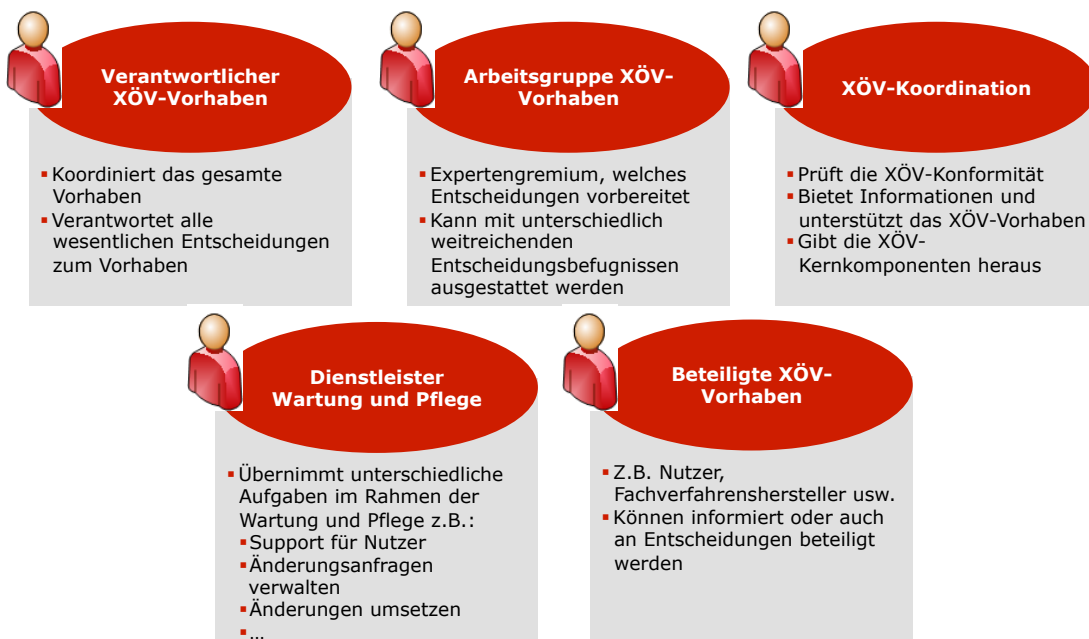 Verantwortlicher
XÖV-Vorhaben
▪ Koordiniert das gesamte
Vorhaben
▪ Verantwortet alle
wesentlichen Entscheidungen
zum Vorhaben
Arbeitsgruppe XÖV-
Vorhaben
▪ Expertengremium, welches
Entscheidungen vorbereitet
▪ Kann mit unterschiedlich
weitreichenden
Entscheidungsbefugnissen
ausgestattet werden
XÖV-Koordination
▪ Prüft die XÖV-Konformität
▪ Bietet Informationen und
unterstützt das XÖV-Vorhaben
▪ Gibt die XÖV-
Kernkomponenten heraus
Dienstleister
Wartung und Pflege
▪ Übernimmt unterschiedliche
Aufgaben im Rahmen der
Wartung und Pflege z.B.:
▪ Support für Nutzer
▪ Änderungsanfragen
verwalten
▪ Änderungen umsetzen
▪ ...
Beteiligte XÖV-
Vorhaben
▪ Z.B. Nutzer,
Fachverfahrenshersteller usw.
▪ Können informiert oder auch
an Entscheidungen beteiligt
werden